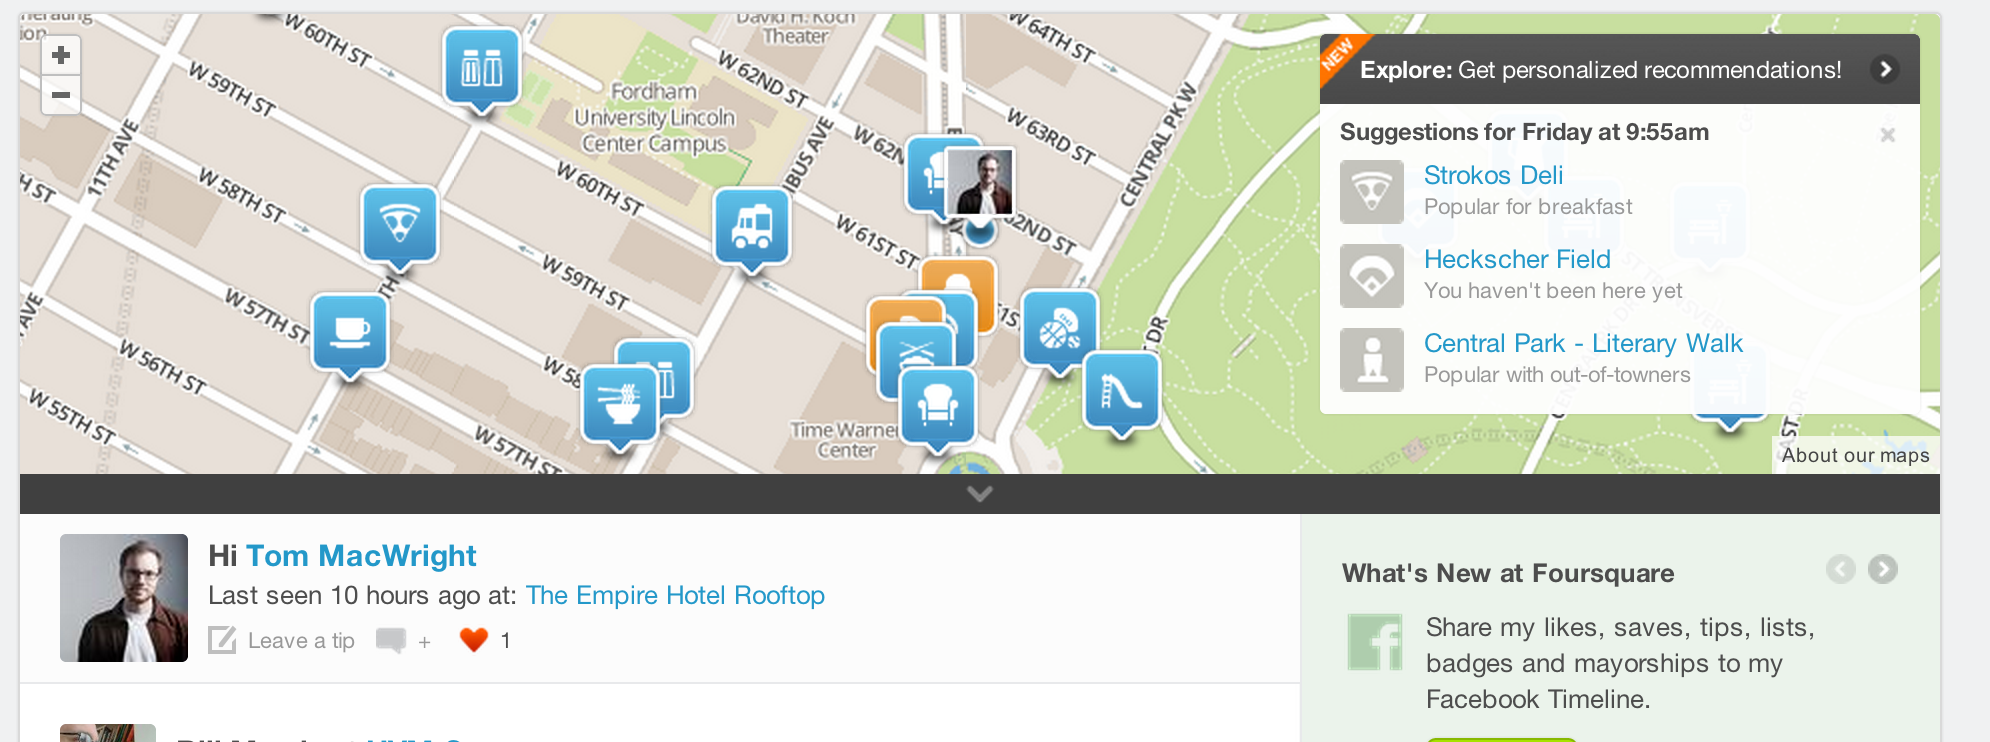 W 60TH ST
David H. Koch
Theater
W 64TH ST
W 59TH ST
W 62ND ST
Fordham
University Lincoln
Center Campus
W 63RD ST
CENTRAL PK W
11TH AVE
W 62N
W 58TH ST
W 60TH ST
W 61ST ST
W 59TH ST
W 57TH ST
AVE
W 56TH ST
W 58
DR
W 55TH ST
W 57TH ST
Time Warner
Center
NEW
Explore: Get personalized recommendations!
Suggestions for Friday at 9:55am
Strokos Deli
Popular for breakfast
Heckscher Field
You haven't been here yet
Central Park - Literary Walk
Popular with out-of-towners
About our maps
Hi Tom MacWright
Last seen 10 hours ago at: The Empire Hotel Rooftop
Leave a tip + 1
What's New at Foursquare
Share my likes, saves, tips, lists,
badges and mayorships to my
Facebook Timeline.